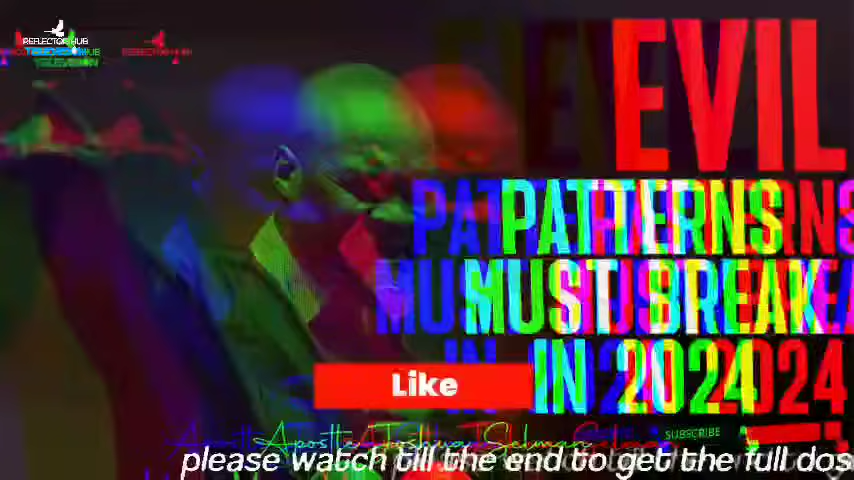 REFLECTOR HUB
TELEVISION
EVIL
PATTERNS
MUST BREAK
IN 2024
Like
Apostle Joshua Selman
SUBSCRIBE
please watch till the end to get the full dos